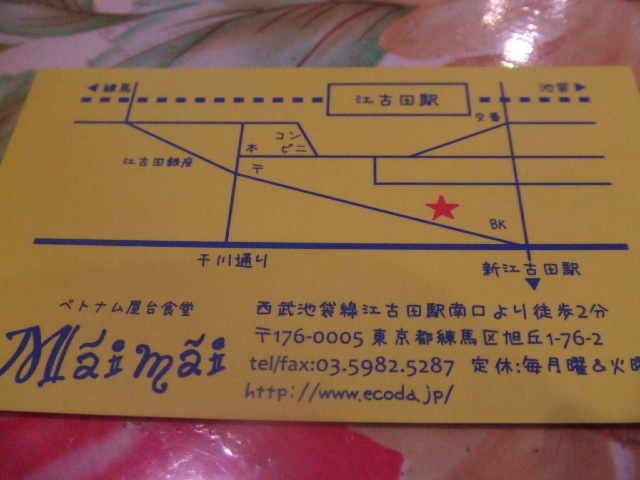 ◀練馬
池袋▶
江古田駅
交番
コン
ビニ
本
江古田銀座
〒
BK
千川通り
新江古田駅
ベトナム屋台食堂
Mãi mãi
西武池袋線江古田駅南口より徒歩2分
〒176-0005 東京都練馬区旭丘1-76-2
tel/fax:03.5982.5287 定休:毎月曜&火曜
http://www.ecoda.jp/